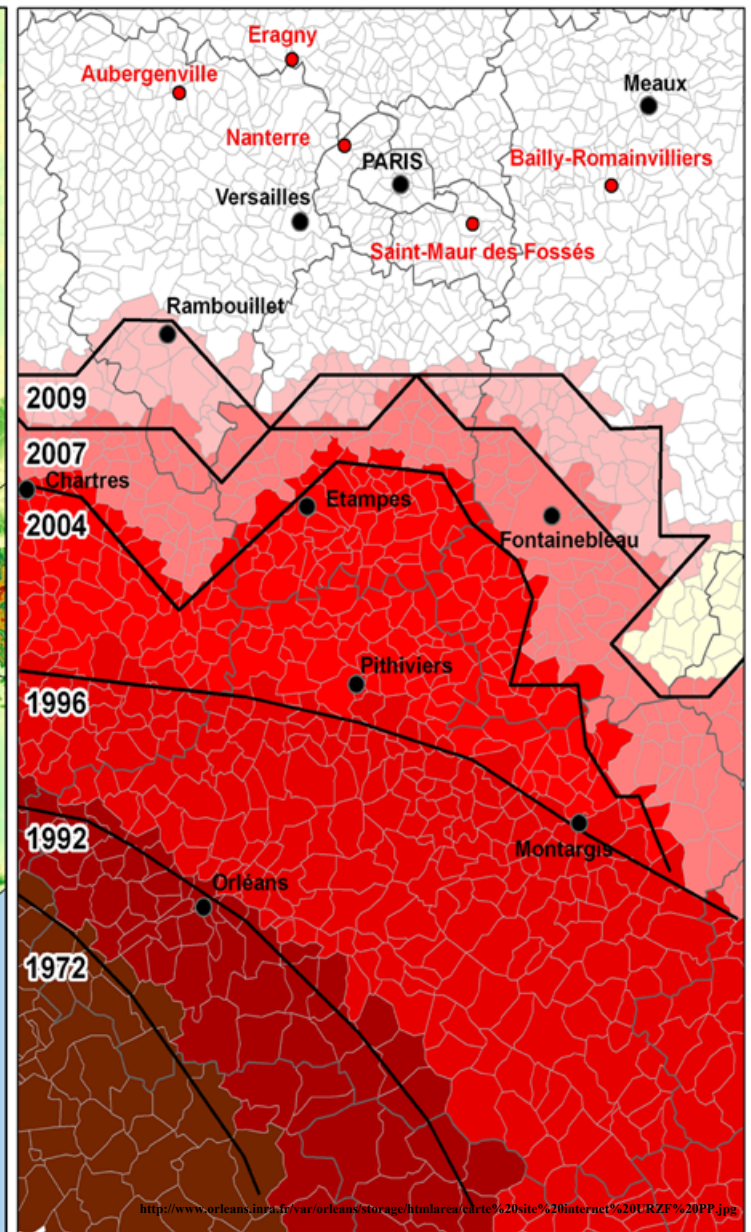 Eragny
Aubergenville
Meaux
Nanterre
PARIS
Bailly-Romainvilliers
Versailles
Saint-Maur des Fossés
Rambouillet
2009
2007
Chartres
2004
Etampes
Fontainebleau
Pithiviers
1996
1992
Montargis
Orléans
1972
http://www.orleans.inra.fr/var/orleans/storage/htmlarea/carte%20site%20internet%20URZF%20PP.jpg